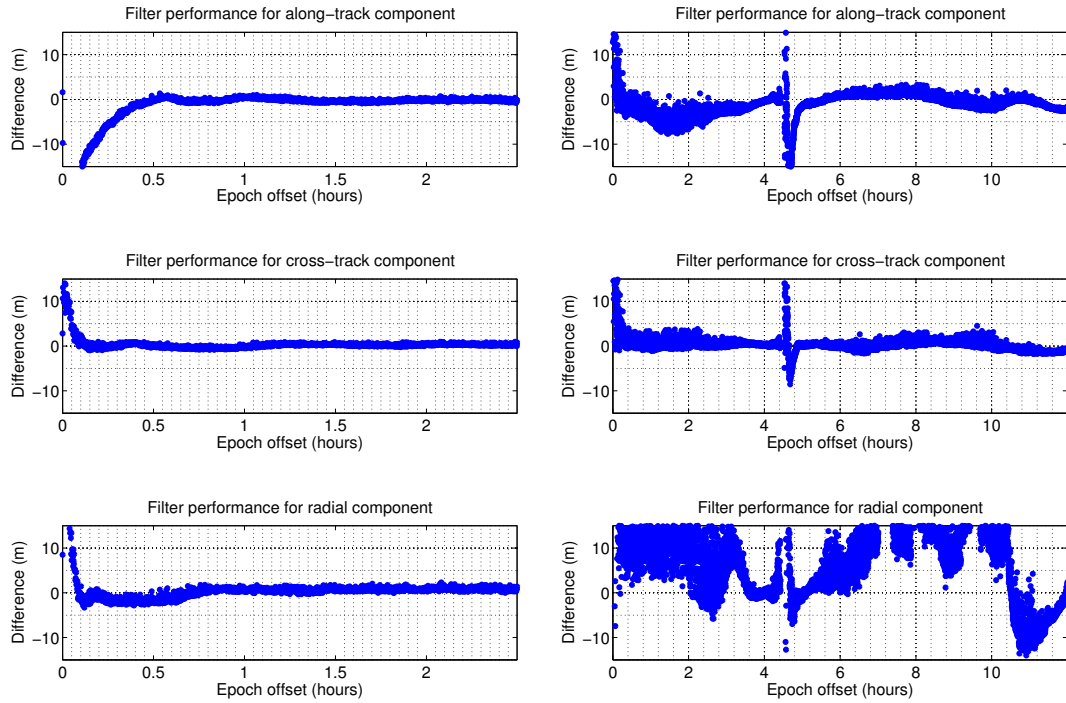 Filter performance for along−track component
Difference (m)
10
0
−10
0
0.5
1
1.5
2
Epoch offset (hours)
Filter performance for along−track component
Difference (m)
10
0
−10
0
2
4
6
8
10
Epoch offset (hours)
Filter performance for cross−track component
Difference (m)
10
0
−10
0
0.5
1
1.5
2
Epoch offset (hours)
Filter performance for cross−track component
Difference (m)
10
0
−10
0
2
4
6
8
10
Epoch offset (hours)
Filter performance for radial component
Difference (m)
10
0
−10
0
0.5
1
1.5
2
Epoch offset (hours)
Filter performance for radial component
Difference (m)
10
0
−10
0
2
4
6
8
10
Epoch offset (hours)